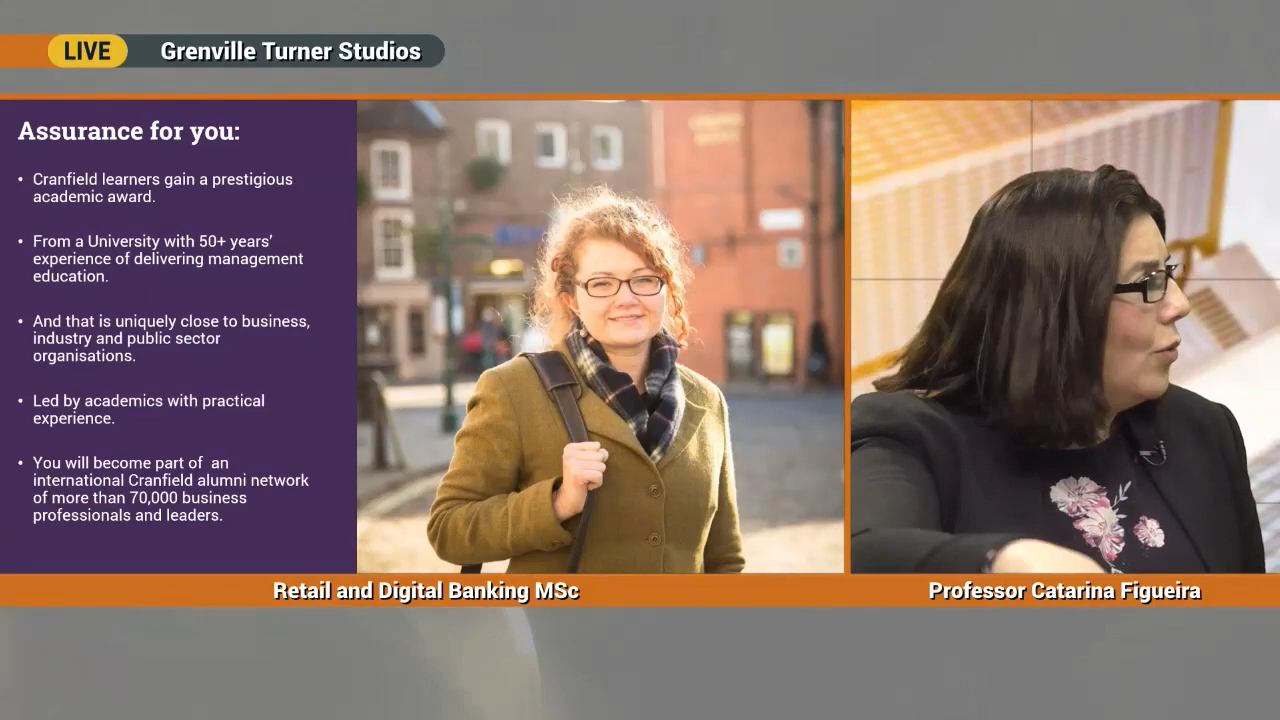 LIVE
Grenville Turner Studios
Assurance for you:
• Cranfield learners gain a prestigious
academic award.
• From a University with 50+ years’
experience of delivering management
education.
• And that is uniquely close to business,
industry and public sector
organisations.
• Led by academics with practical
experience.
• You will become part of  an
international Cranfield alumni network
of more than 70,000 business
professionals and leaders.
Retail and Digital Banking MSc
Professor Catarina Figueira